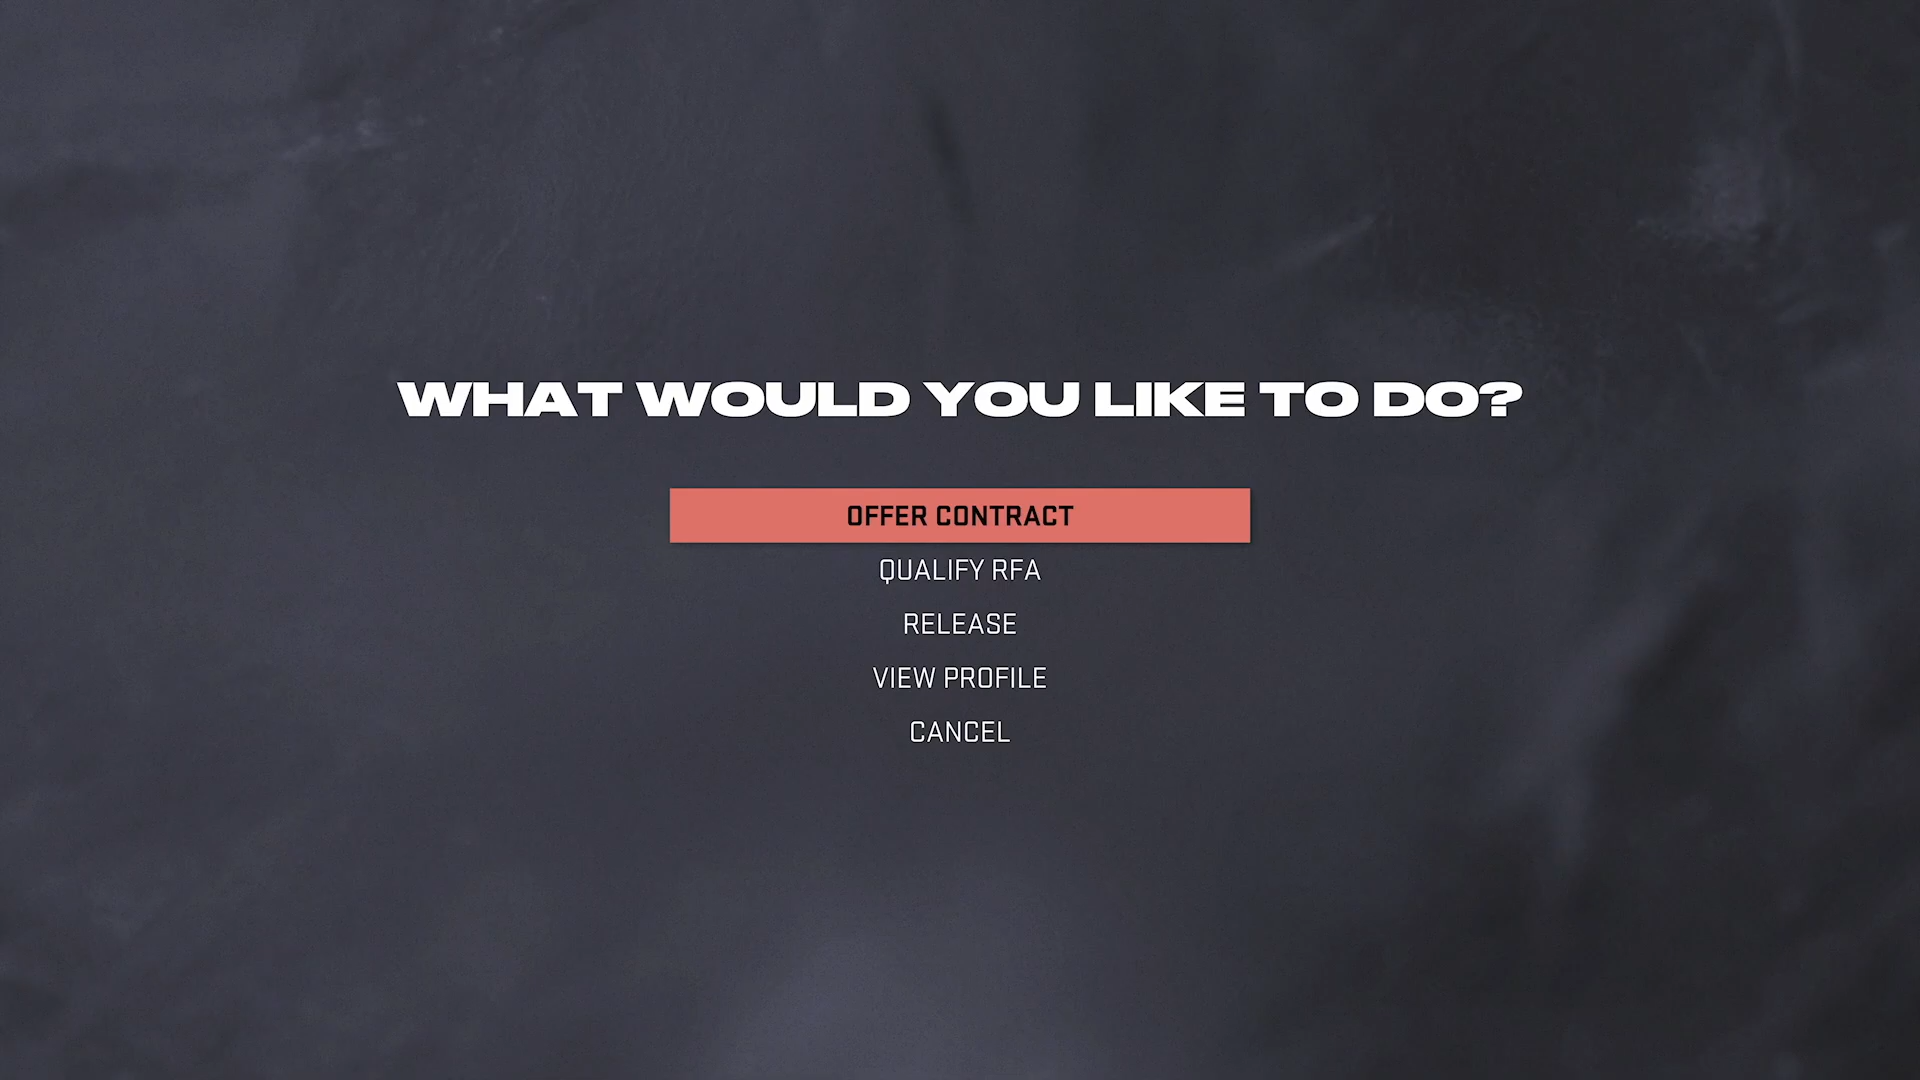 WHAT WOULD YOU LIKE TO DO?
OFFER CONTRACT
QUALIFY RFA
RELEASE
VIEW PROFILE
CANCEL